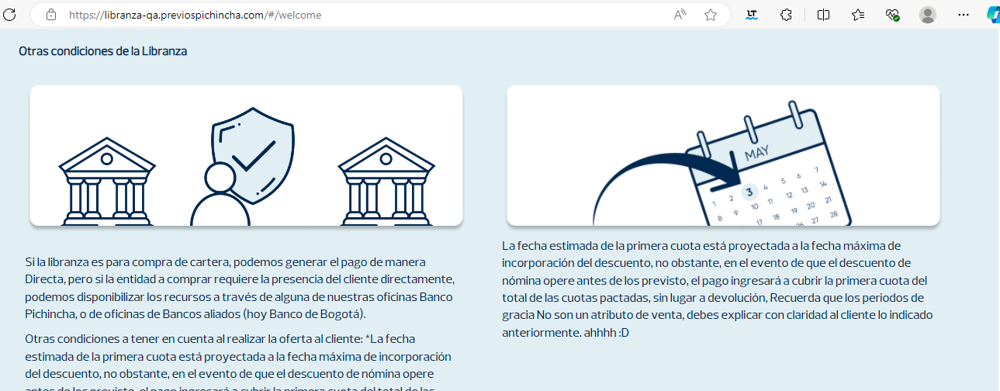 https://libranza-qa.previospichincha.com/#/welcome
A
LT
Otras condiciones de la Libranza
MAY
1 2 3 4 5 6 7
8 9 10 11 12 13 14
17 18 19 20 21
26 27 28
Si la libranza es para compra de cartera, podemos generar el pago de manera
Directa, pero si la entidad a comprar requiere la presencia del cliente directamente,
podemos disponibilizar los recursos a través de alguna de nuestras oficinas Banco
Pichincha, o de oficinas de Bancos aliados (hoy Banco de Bogotá).
Otras condiciones a tener en cuenta al realizar la oferta al cliente: *La fecha
estimada de la primera cuota está proyectada a la fecha máxima de incorporación
del descuento, no obstante, en el evento de que el descuento de nómina opere
antes de los previsto, el pago ingresará a cubrir la primera cuota del total de las
La fecha estimada de la primera cuota está proyectada a la fecha máxima de
incorporación del descuento, no obstante, en el evento de que el descuento de
nómina opere antes de los previsto, el pago ingresará a cubrir la primera cuota del
total de las cuotas pactadas, sin lugar a devolución, Recuerda que los periodos de
gracia No son un atributo de venta, debes explicar con claridad al cliente lo indicado
anteriormente. ahhhh :D